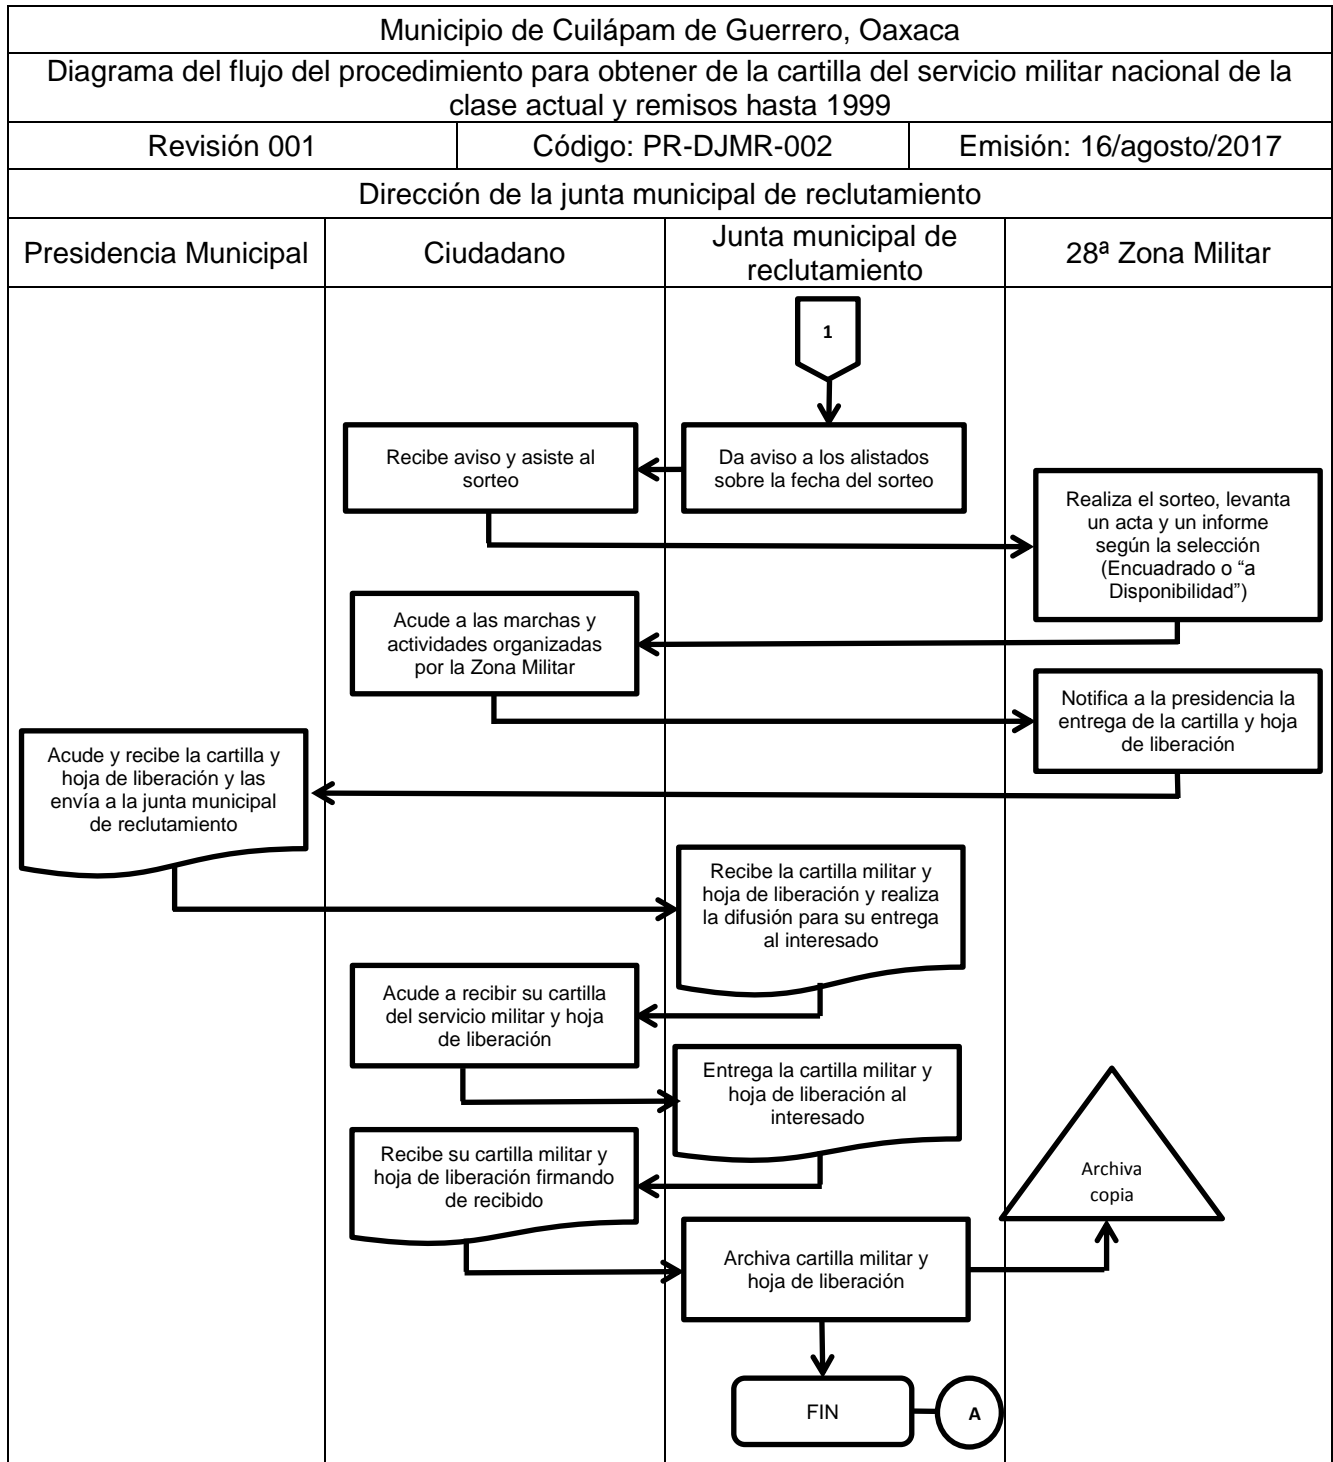 Municipio de Cuilápam de Guerrero, Oaxaca
Diagrama del flujo del procedimiento para obtener de la cartilla del servicio militar nacional de la
clase actual y remisos hasta 1999
Revisión 001
Código: PR-DJMR-002
Emisión: 16/agosto/2017
Dirección de la junta municipal de reclutamiento
Presidencia Municipal
Ciudadano
Junta municipal de
reclutamiento
28ª Zona Militar
1
Da aviso a los alistados
sobre la fecha del sorteo
Recibe aviso y asiste al
sorteo
Realiza el sorteo, levanta
un acta y un informe
según la selección
(Encuadrado o “a
Disponibilidad”)
Acude a las marchas y
actividades organizadas
por la Zona Militar
Notifica a la presidencia la
entrega de la cartilla y hoja
de liberación
Acude y recibe la cartilla y
hoja de liberación y las
envía a la junta municipal
de reclutamiento
Recibe la cartilla militar y
hoja de liberación y realiza
la difusión para su entrega
al interesado
Acude a recibir su cartilla
del servicio militar y hoja
de liberación
Entrega la cartilla militar y
hoja de liberación al
interesado
Recibe su cartilla militar y
hoja de liberación firmando
de recibido
Archiva cartilla militar y
hoja de liberación
Archiva
copia
FIN
A